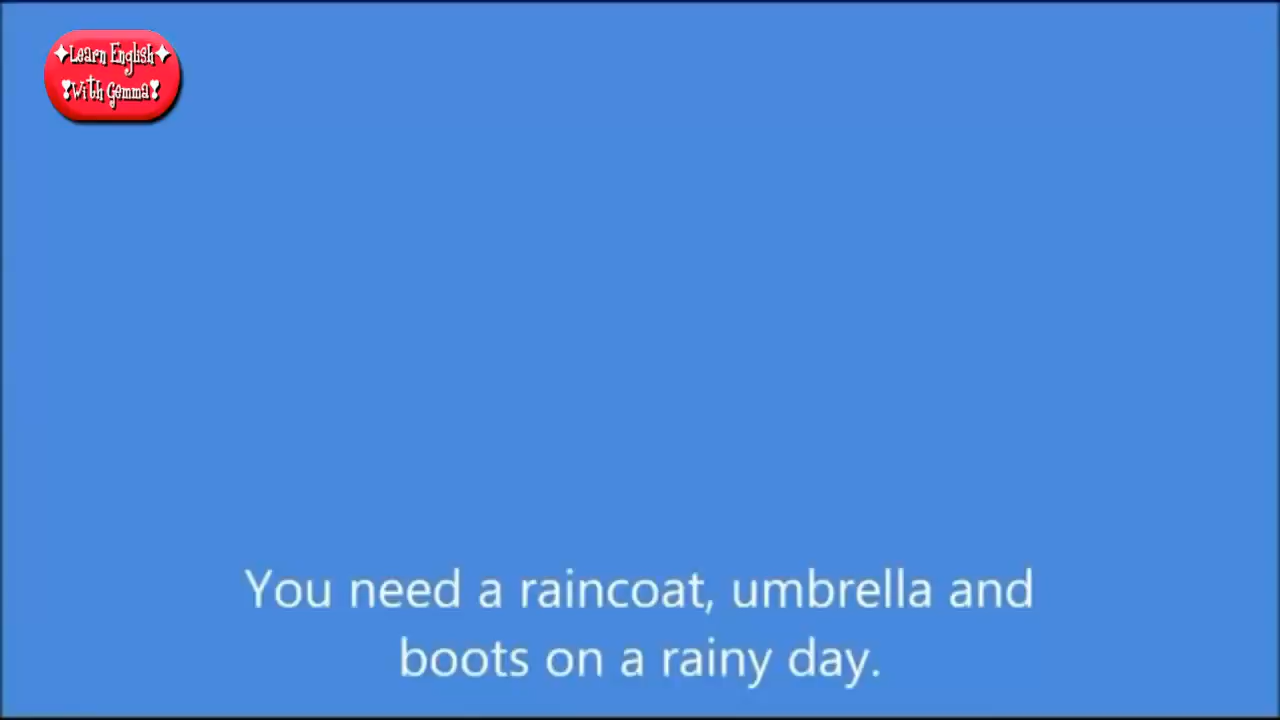 Learn English
With Gemma
You need a raincoat, umbrella and
boots on a rainy day.